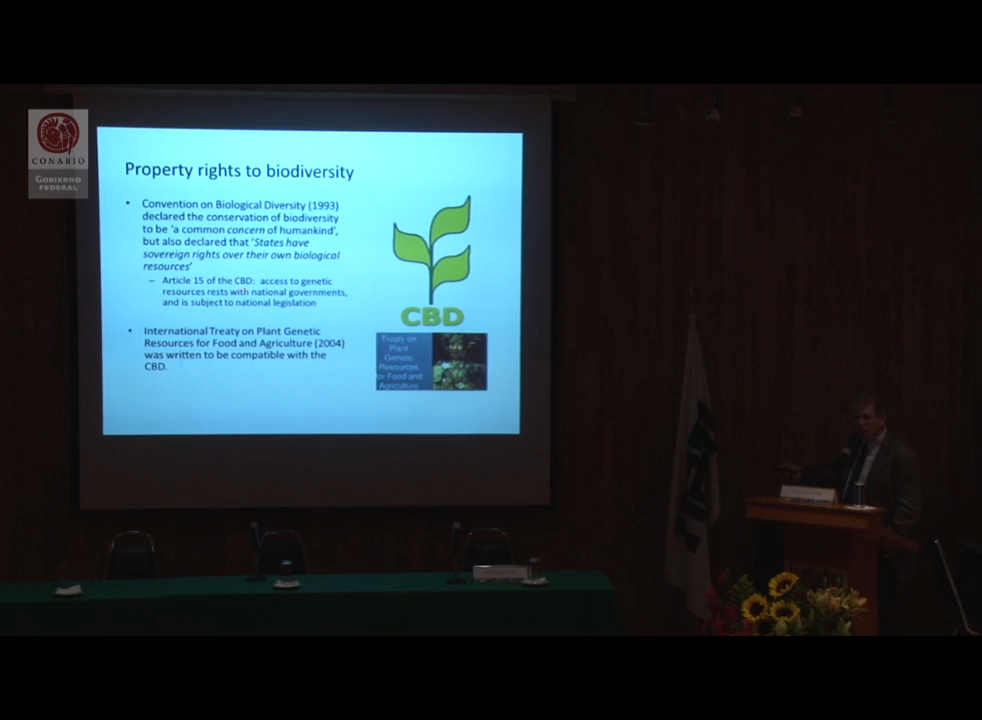 CONABIO
GOBIERNO
FEDERAL
Property rights to biodiversity
• Convention on Biological Diversity (1993)
declared the conservation of biodiversity
to be 'a common concern of humankind',
but also declared that 'States have
sovereign rights over their own biological
resources'
– Article 15 of the CBD: access to genetic
resources rests with national governments,
and is subject to national legislation
• International Treaty on Plant Genetic
Resources for Food and Agriculture (2004)
was written to be compatible with the
CBD.
CBD
Treaty on
Plant
Genetic
Resources
for Food and
Agriculture